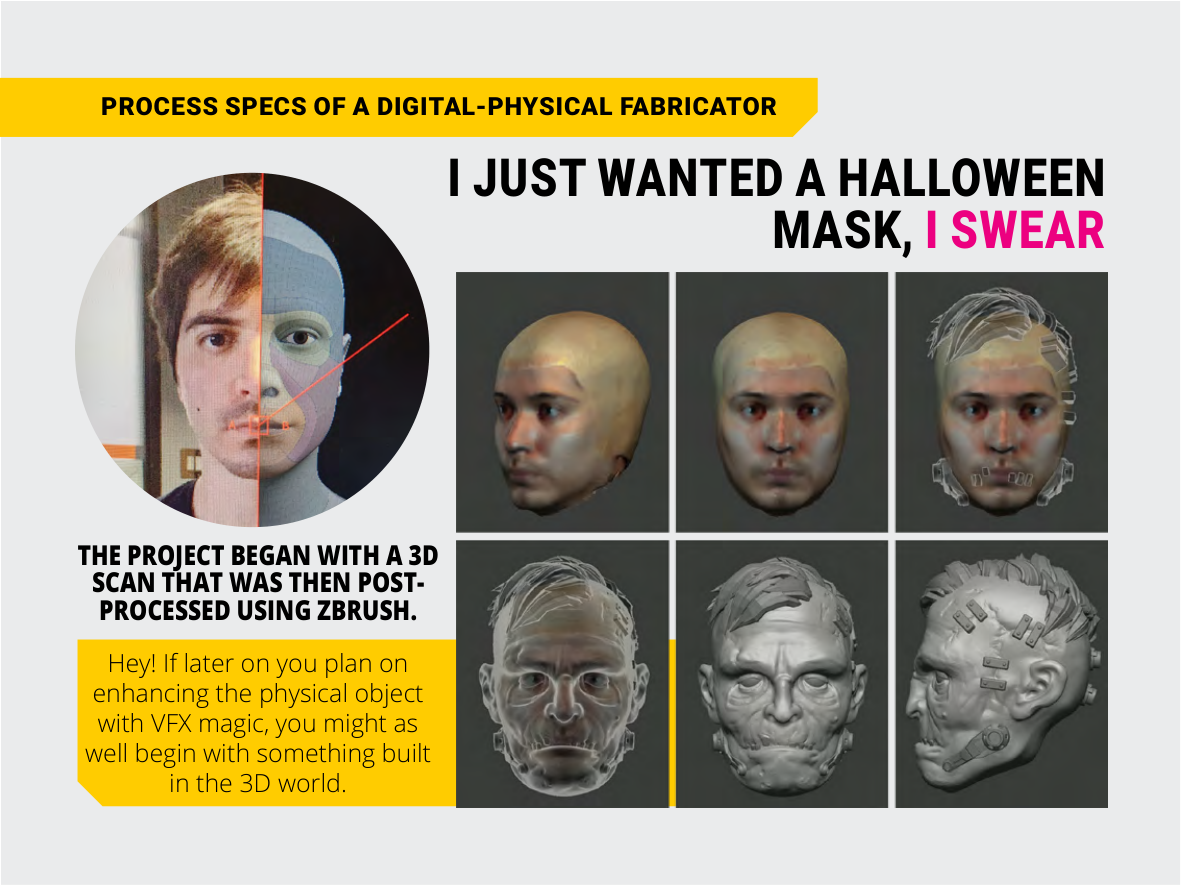 PROCESS SPECS OF A DIGITAL-PHYSICAL FABRICATOR
I JUST WANTED A HALLOWEEN
MASK, I SWEAR
THE PROJECT BEGAN WITH A 3D
SCAN THAT WAS THEN POST-
PROCESSED USING ZBRUSH.
Hey! If later on you plan on
enhancing the physical object
with VFX magic, you might as
well begin with something built
in the 3D world.